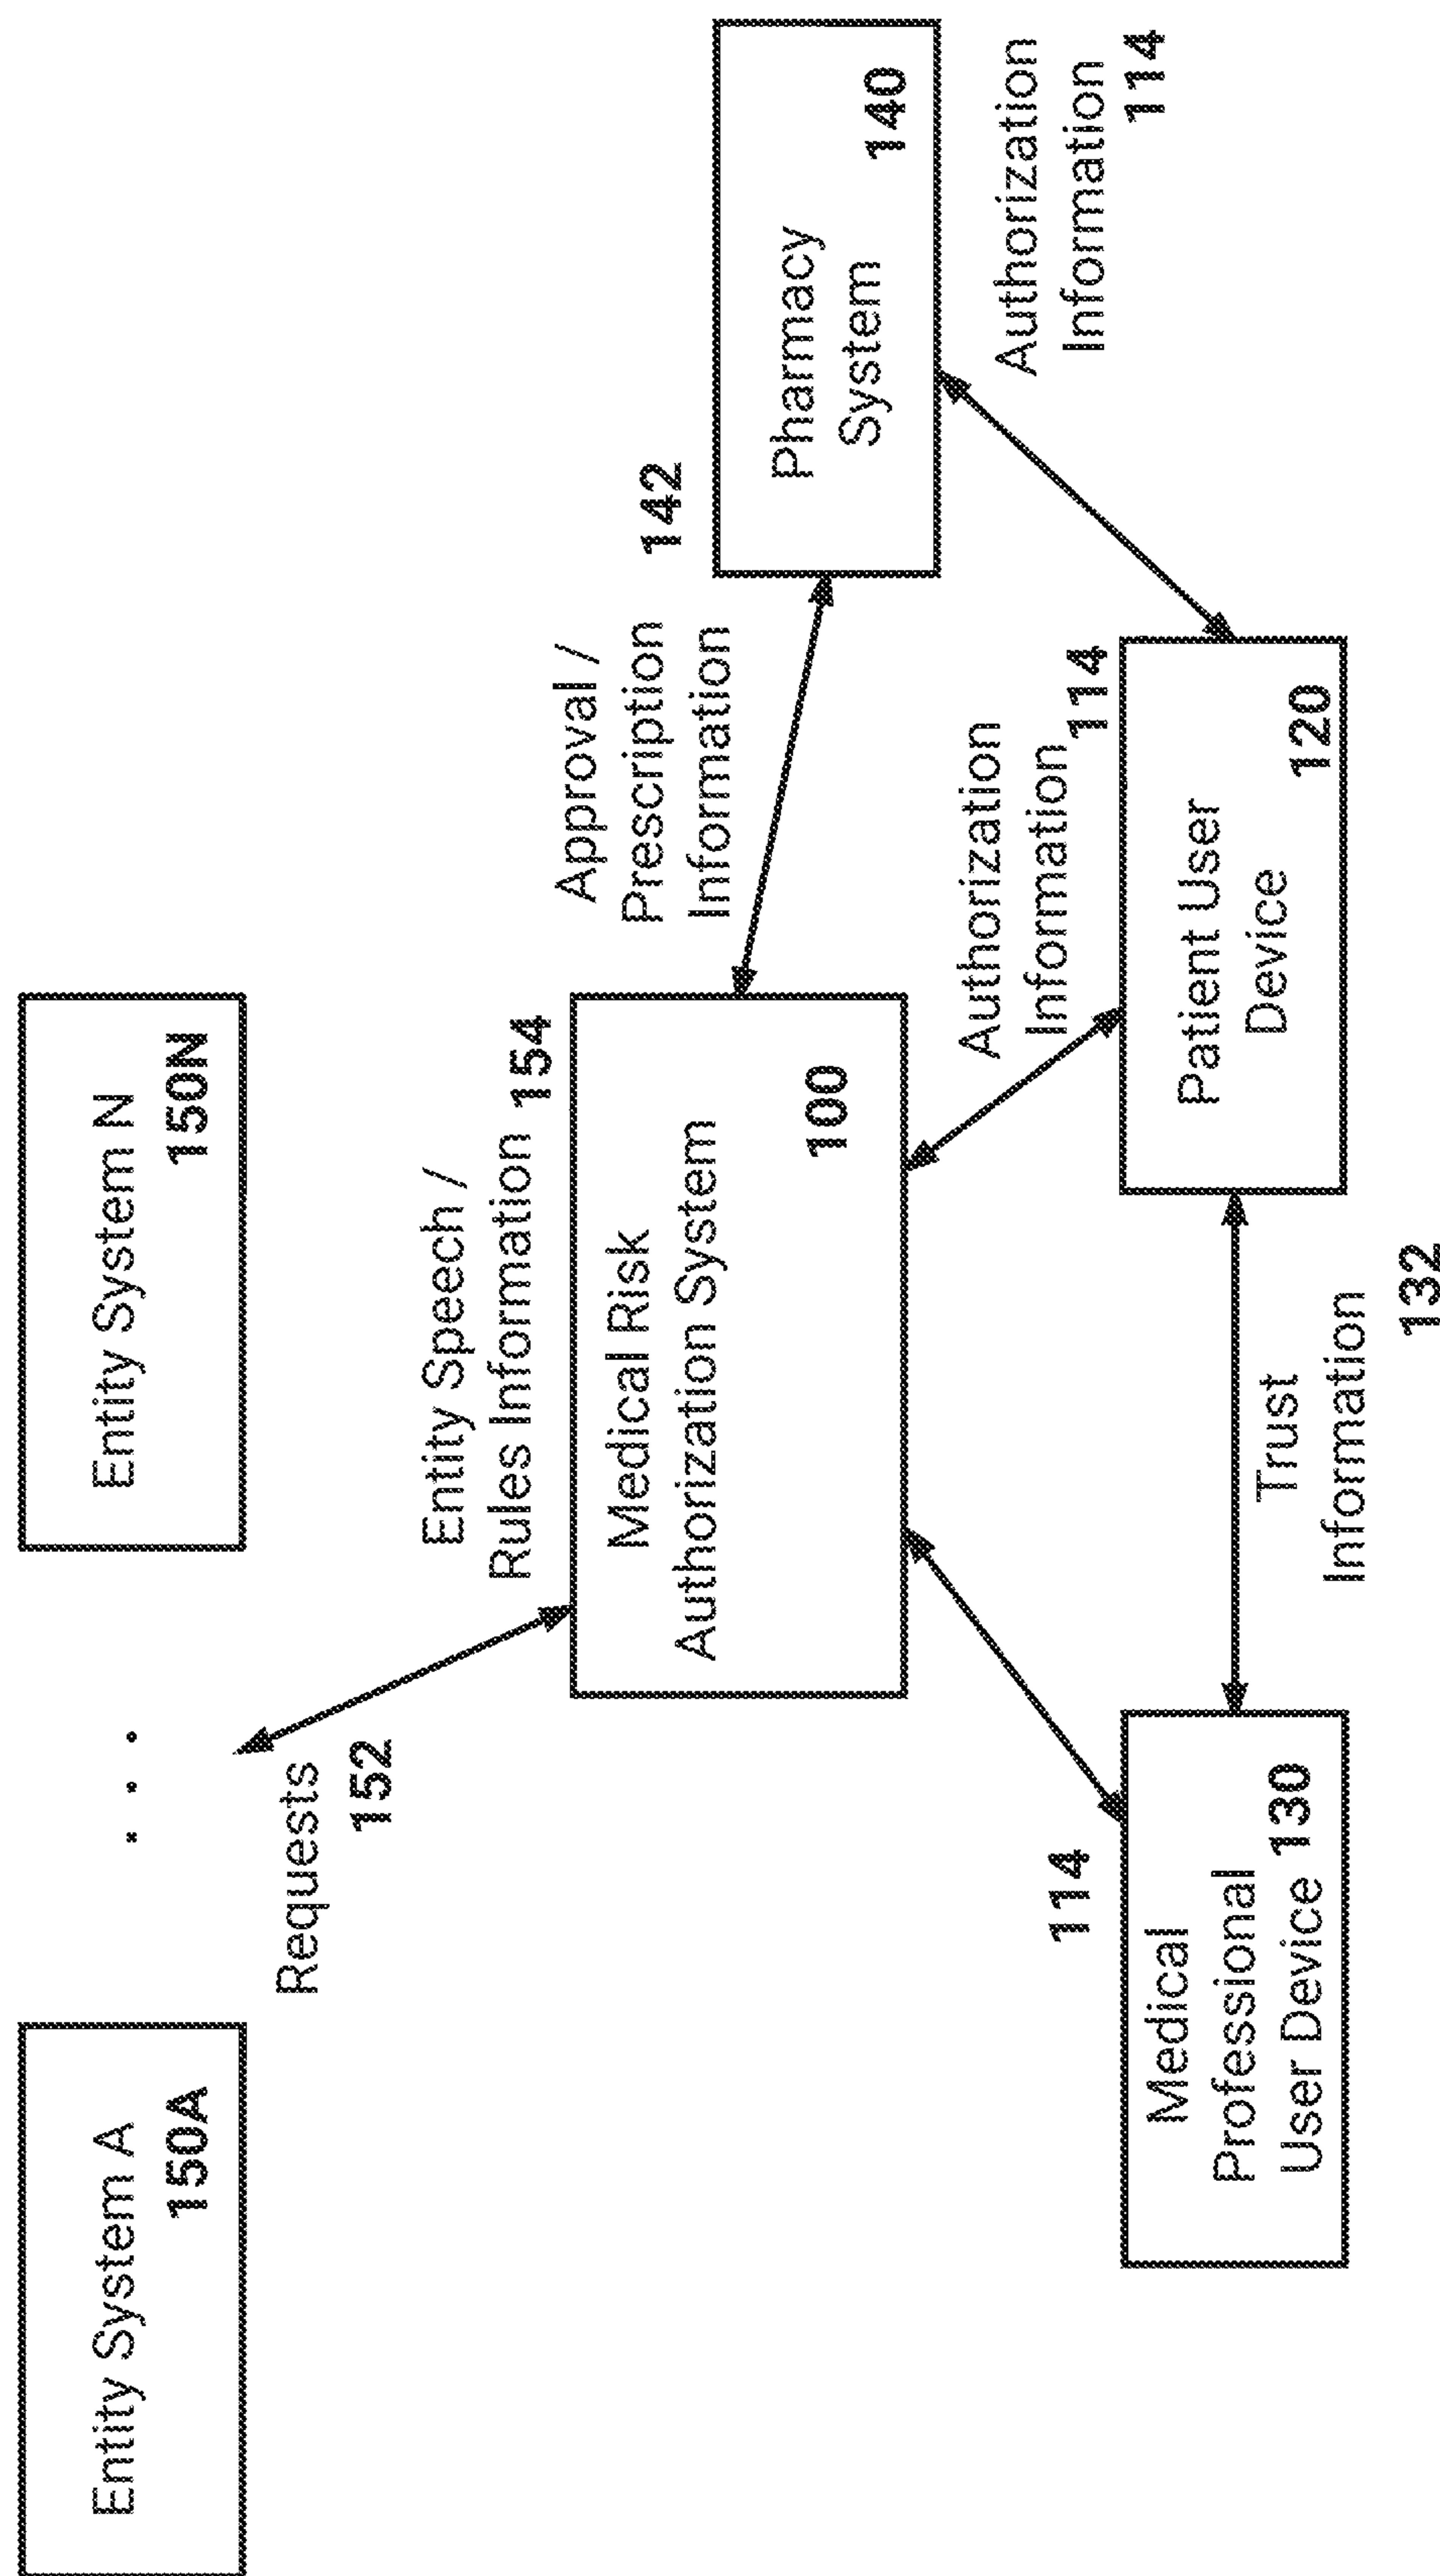 Entity System A
150A
. . .
Entity System N
150N
Requests
152
Entity Speech /
Rules Information 154
Medical Risk
Authorization System
100
Approval /
Prescription
Information
142
Pharmacy
System
140
114
Authorization
Information 114
Authorization
Information
114
Medical
Professional
User Device 130
Trust
Information
132
Patient User
Device
120